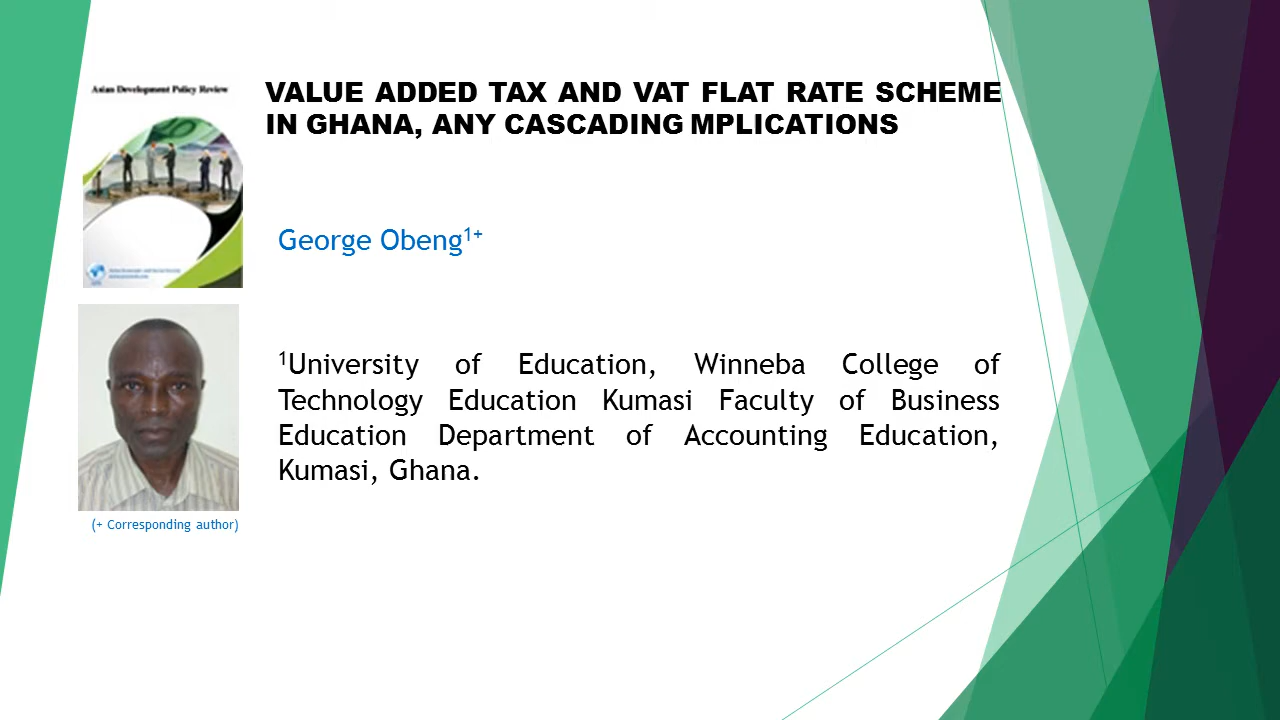 Asian Development Policy Review
VALUE ADDED TAX AND VAT FLAT RATE SCHEME
IN GHANA, ANY CASCADING MPLICATIONS
George Obeng1+
1University of Education, Winneba College of
Technology Education Kumasi Faculty of Business
Education Department of Accounting Education,
Kumasi, Ghana.
(+ Corresponding author)